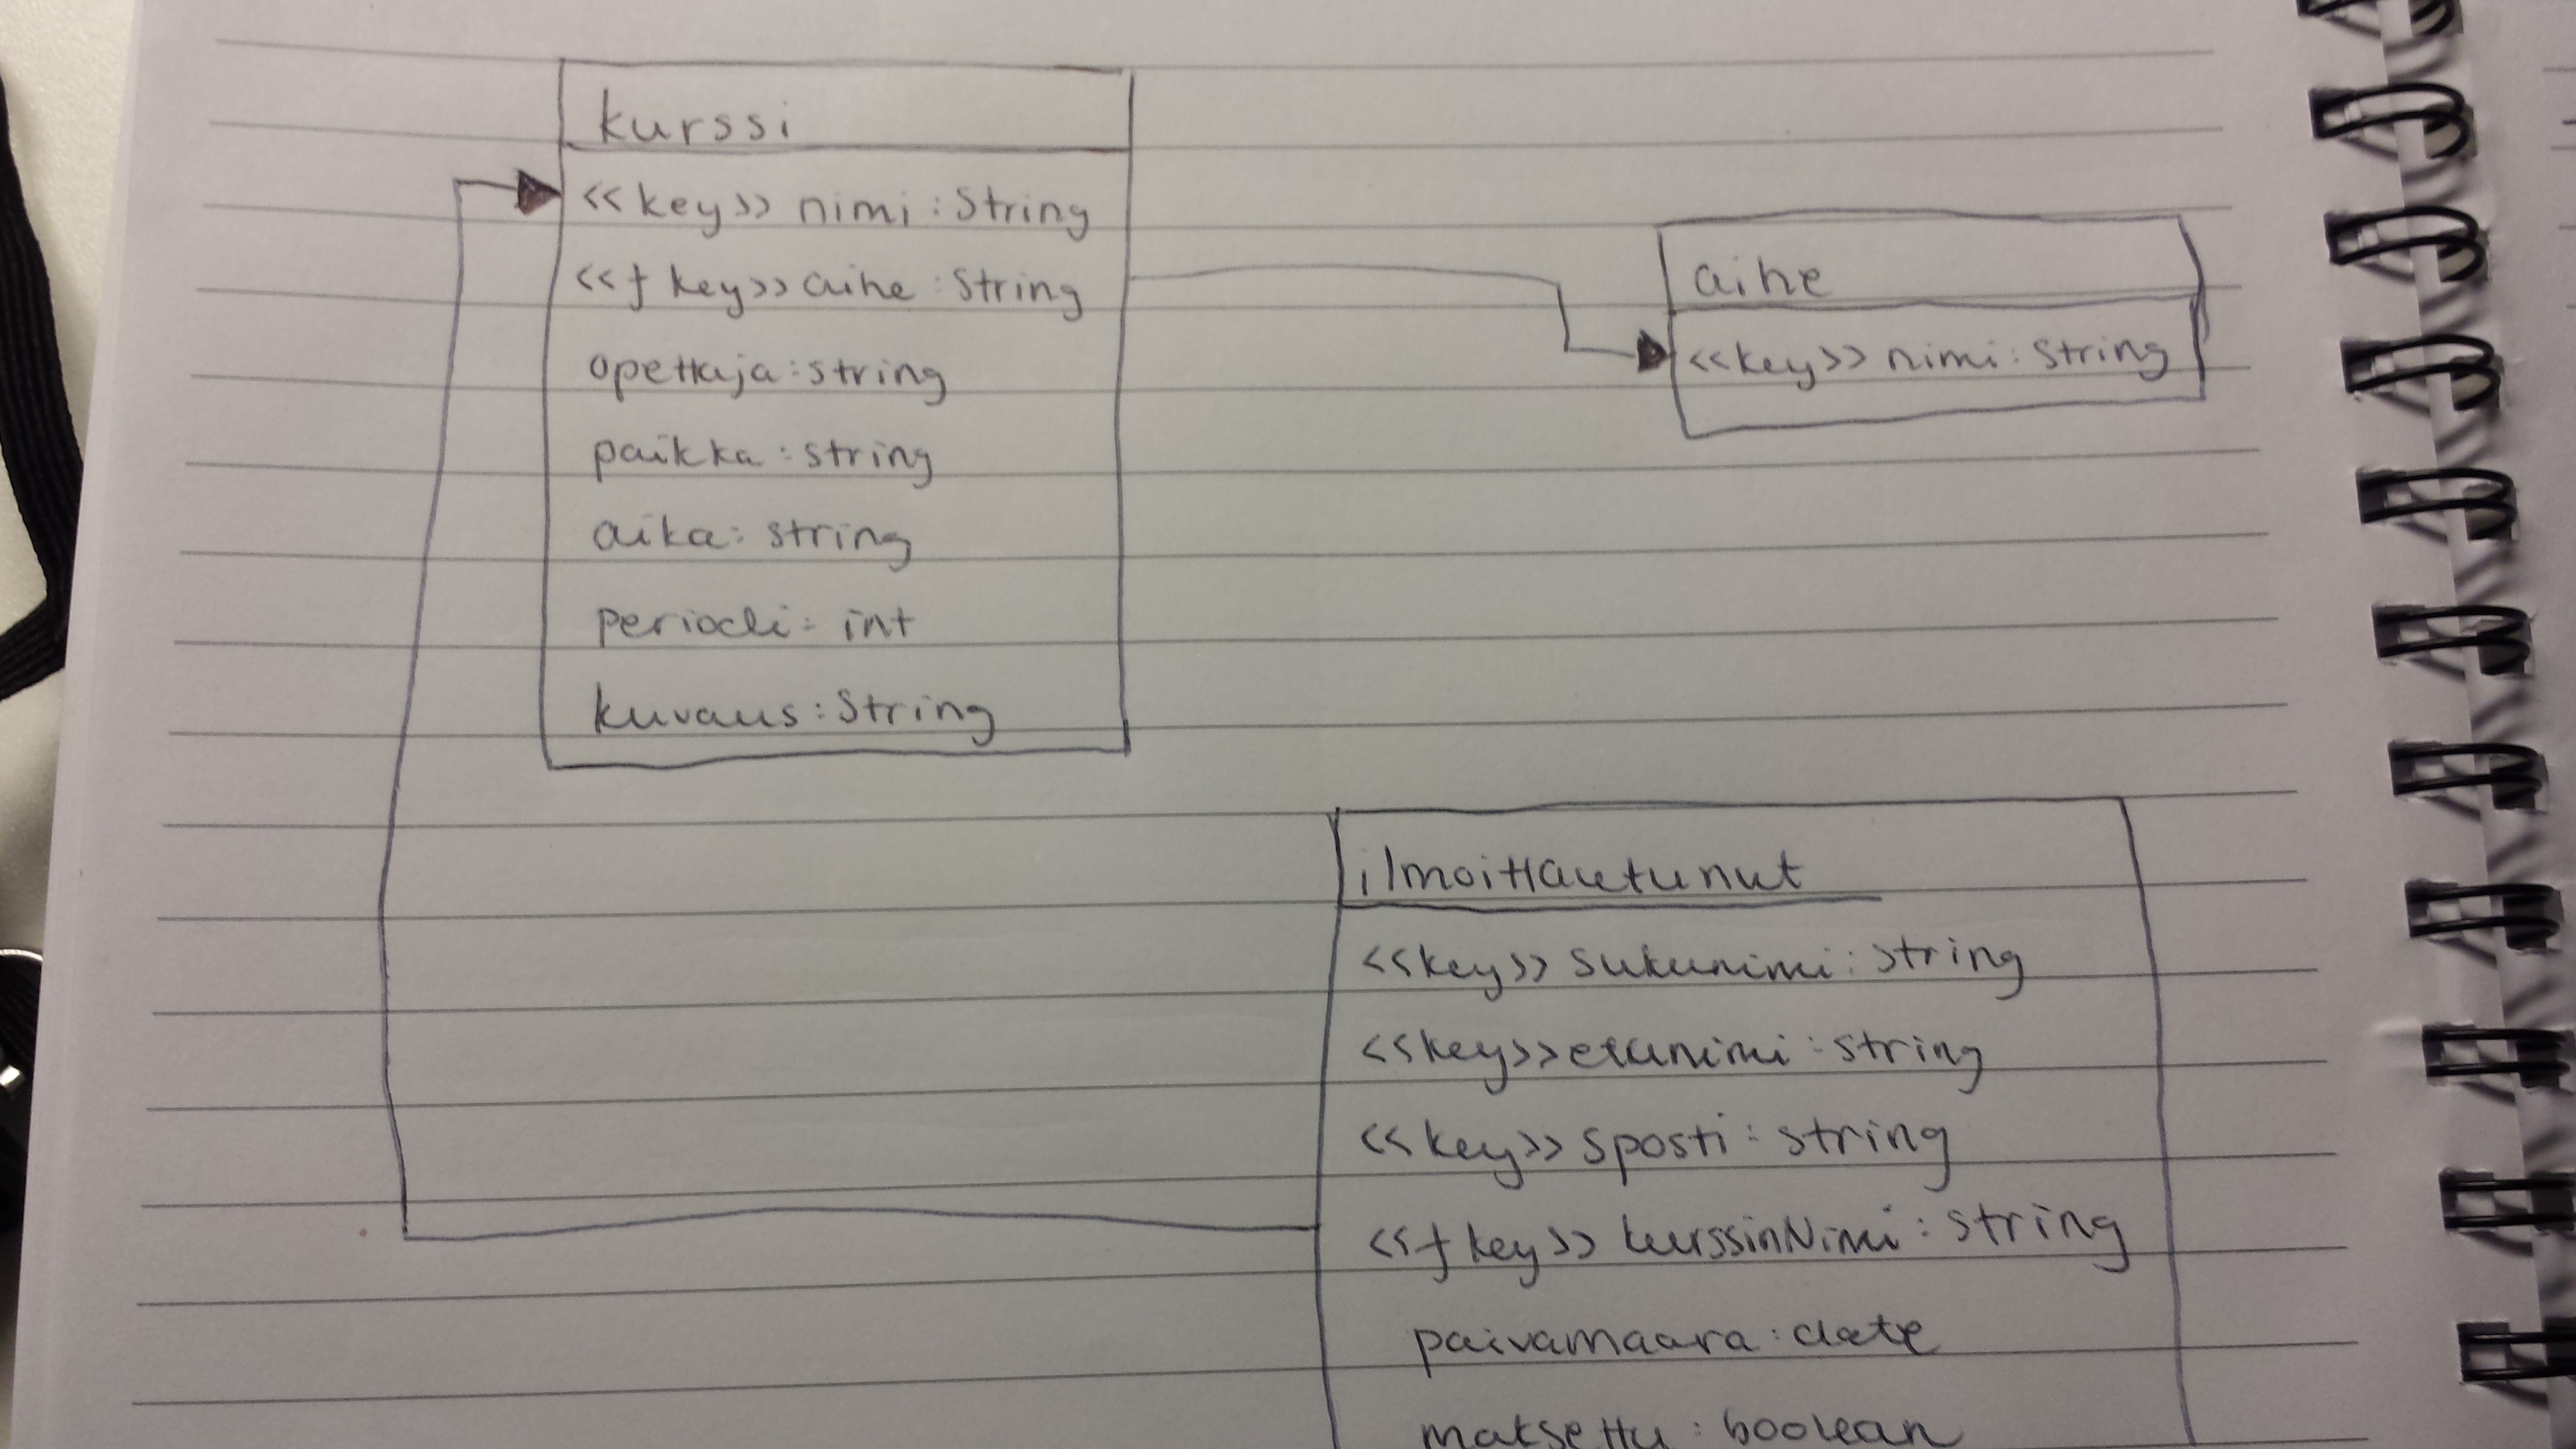 kurssi
<<key>> nimi : String
<<fkey>> aihe : String
opettaja : string
paikka : string
aika : string
periodi : int
kuvaus : String
aihe
<<key>> nimi : String
ilmoittautunut
<<key>> sukunimi : string
<<key>> etunimi : string
<<key>> sposti : string
<<fkey>> kurssinNimi : string
paivamaara : date
maksettu : boolean